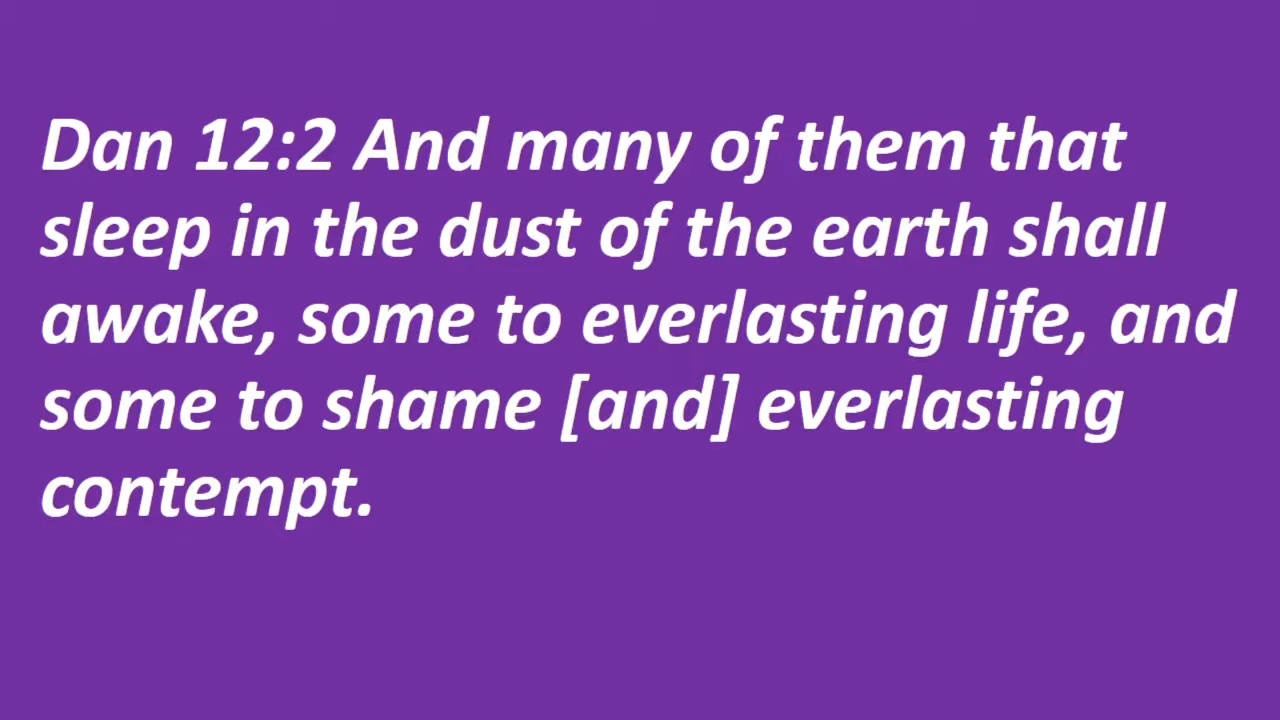 Dan 12:2 And many of them that
sleep in the dust of the earth shall
awake, some to everlasting life, and
some to shame [and] everlasting
contempt.